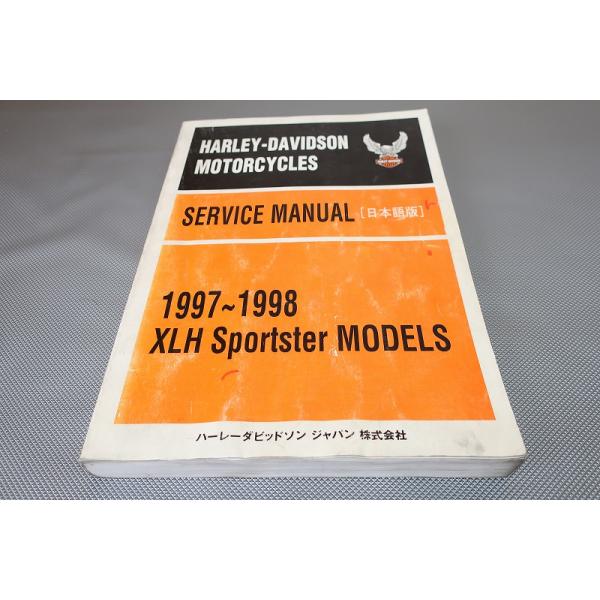 HARLEY-DAVIDSON
MOTORCYCLES
SERVICE MANUAL [日本語版]
1997~1998
XLH Sportster MODELS
ハーレーダビッドソン ジャパン 株式会社